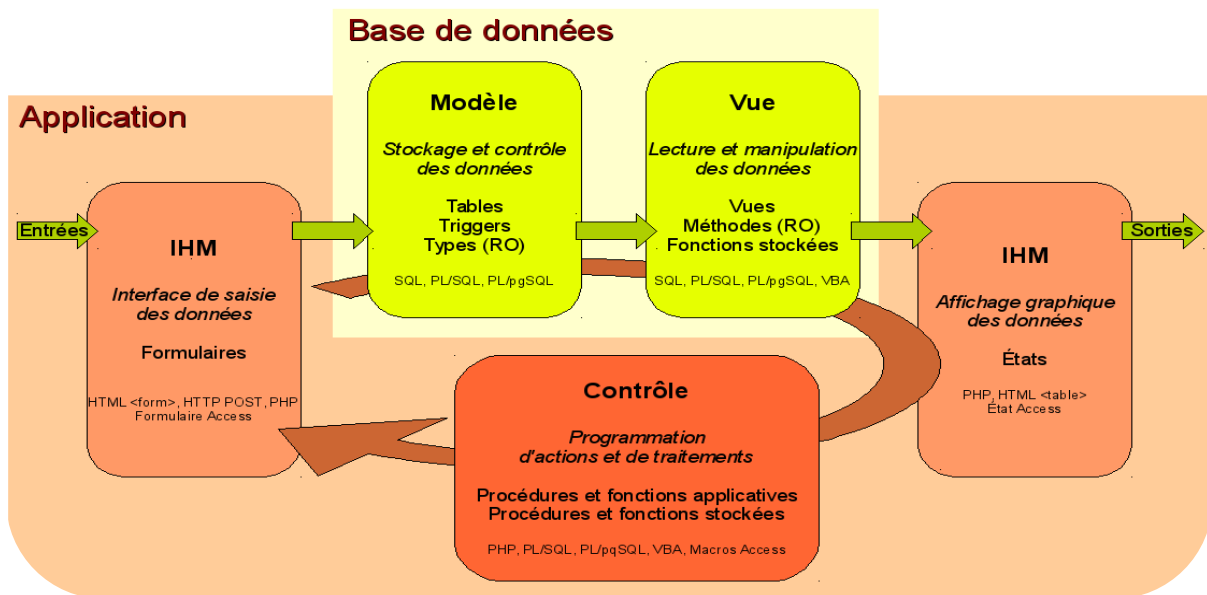 Base de données
Application
Entrées
IHM
Interface de saisie
des données
Formulaires
HTML <form>, HTTP POST, PHP
Formulaire Access
Modèle
Stockage et contrôle
des données
Tables
Triggers
Types (RO)
SQL, PL/SQL, PL/pgSQL
Vue
Lecture et manipulation
des données
Vues
Méthodes (RO)
Fonctions stockées
SQL, PL/SQL, PL/pgSQL, VBA
Sorties
IHM
Affichage graphique
des données
États
PHP, HTML <table>
État Access
Contrôle
Programmation
d'actions et de traitements
Procédures et fonctions applicatives
Procédures et fonctions stockées
PHP, PL/SQL, PL/pqSQL, VBA, Macros Access